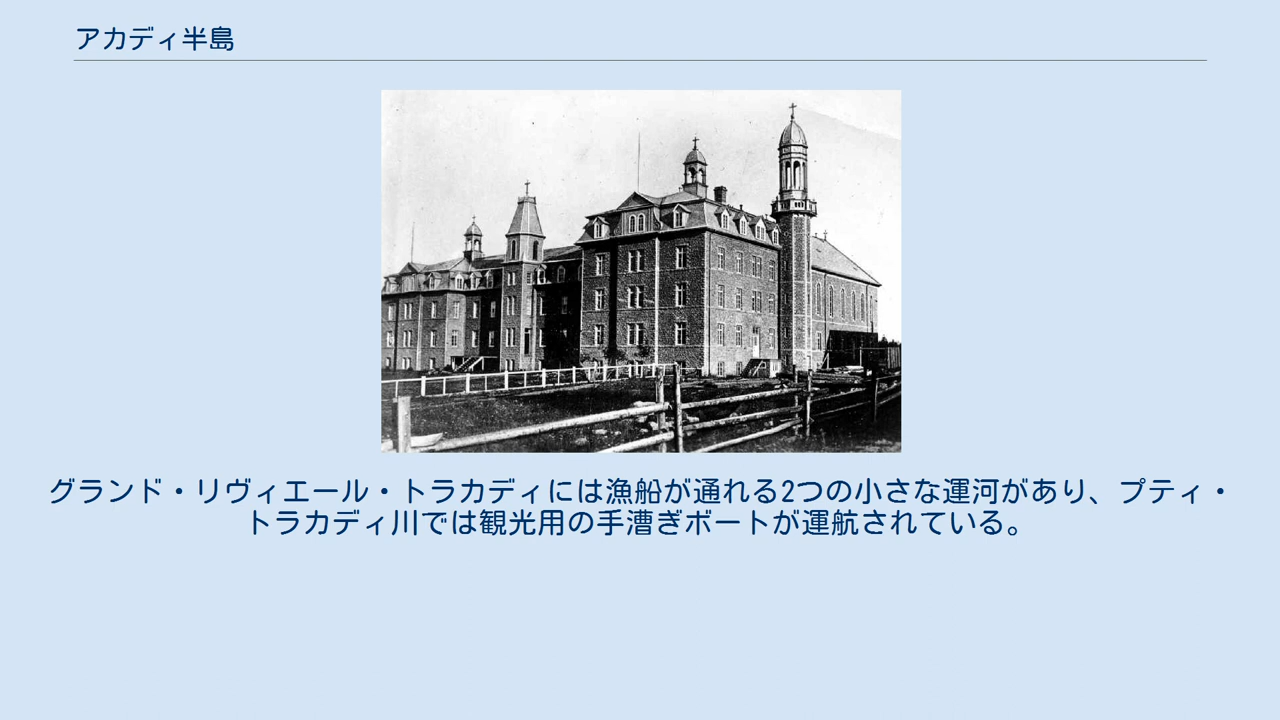 アカディ半島
グランド・リヴィエール・トラカディには漁船が通れる2つの小さな運河があり、プティ・
トラカディ川では観光用の手漕ぎボートが運航されている。